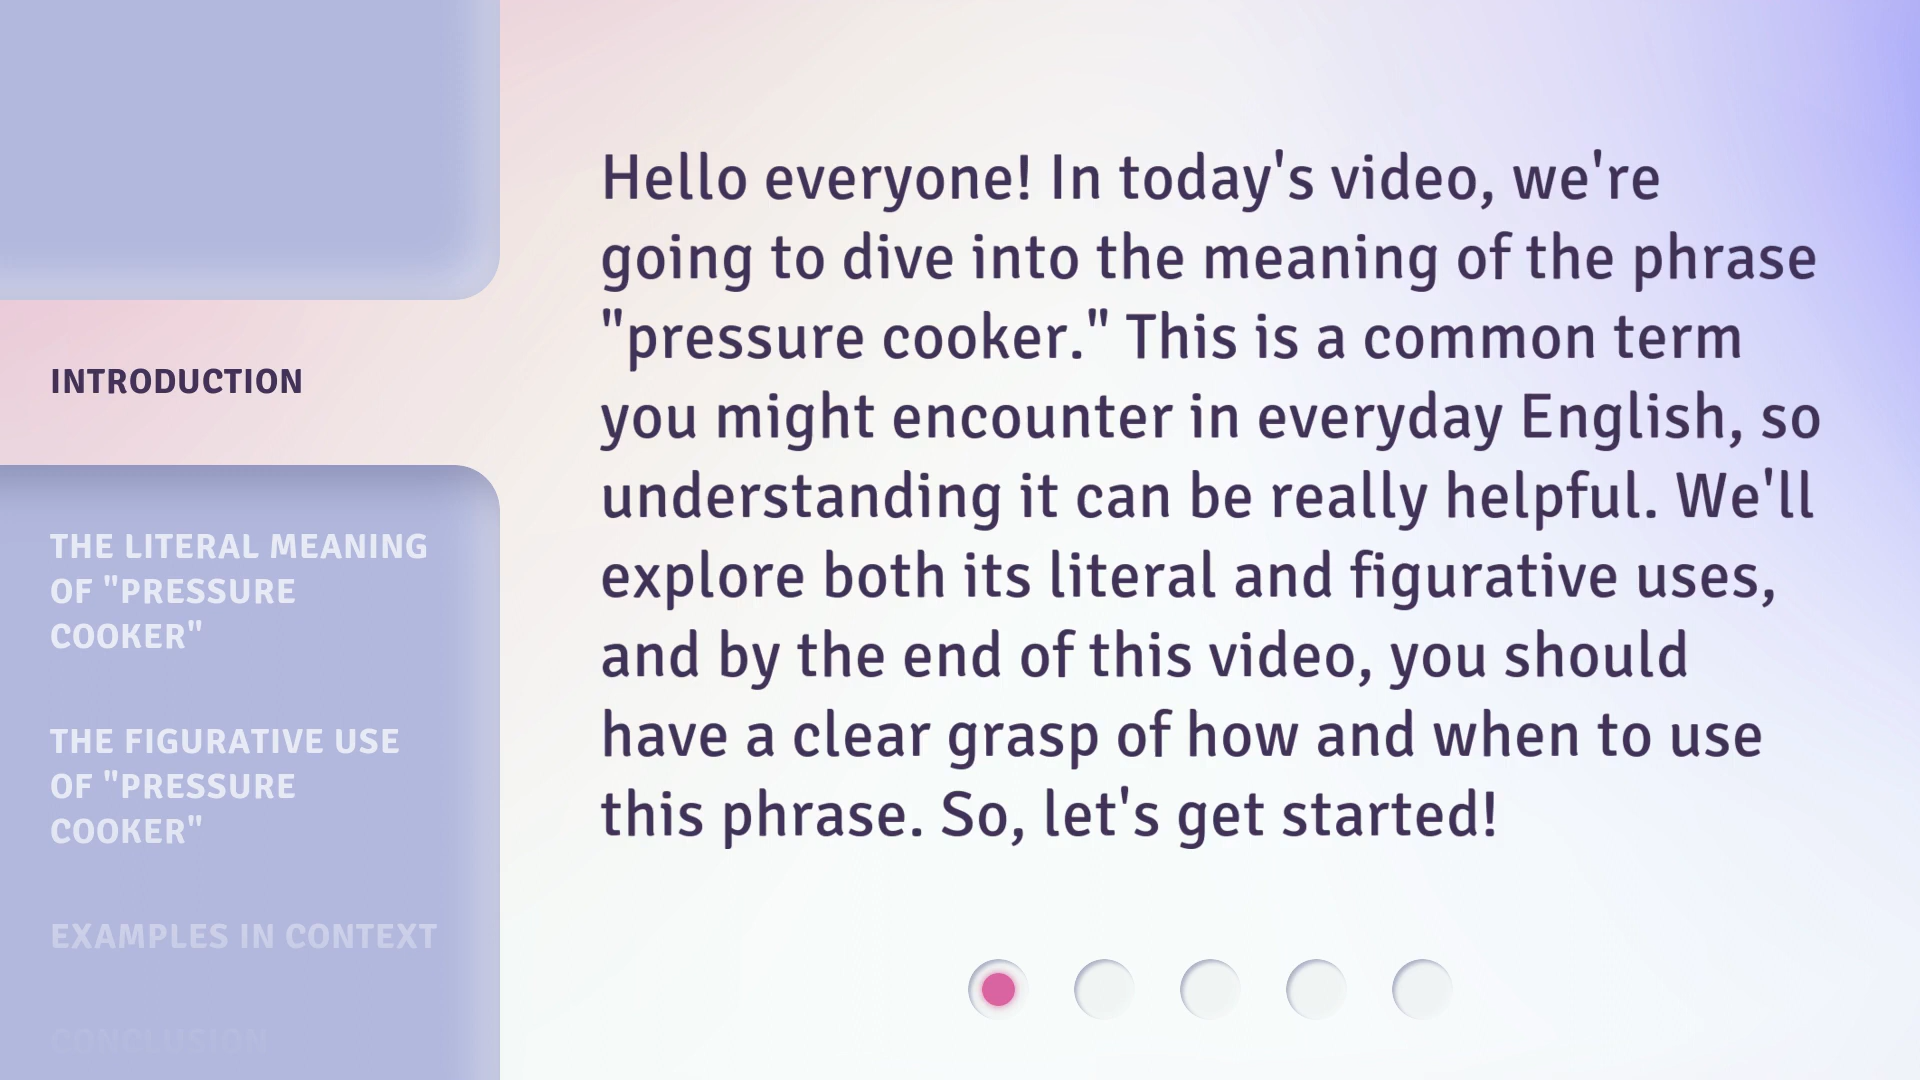 INTRODUCTION
THE LITERAL MEANING
OF "PRESSURE
COOKER"
THE FIGURATIVE USE
OF "PRESSURE
COOKER"
EXAMPLES IN CONTEXT
CONCLUSION
Hello everyone! In today's video, we're
going to dive into the meaning of the phrase
"pressure cooker." This is a common term
you might encounter in everyday English, so
understanding it can be really helpful. We'll
explore both its literal and figurative uses,
and by the end of this video, you should
have a clear grasp of how and when to use
this phrase. So, let's get started!